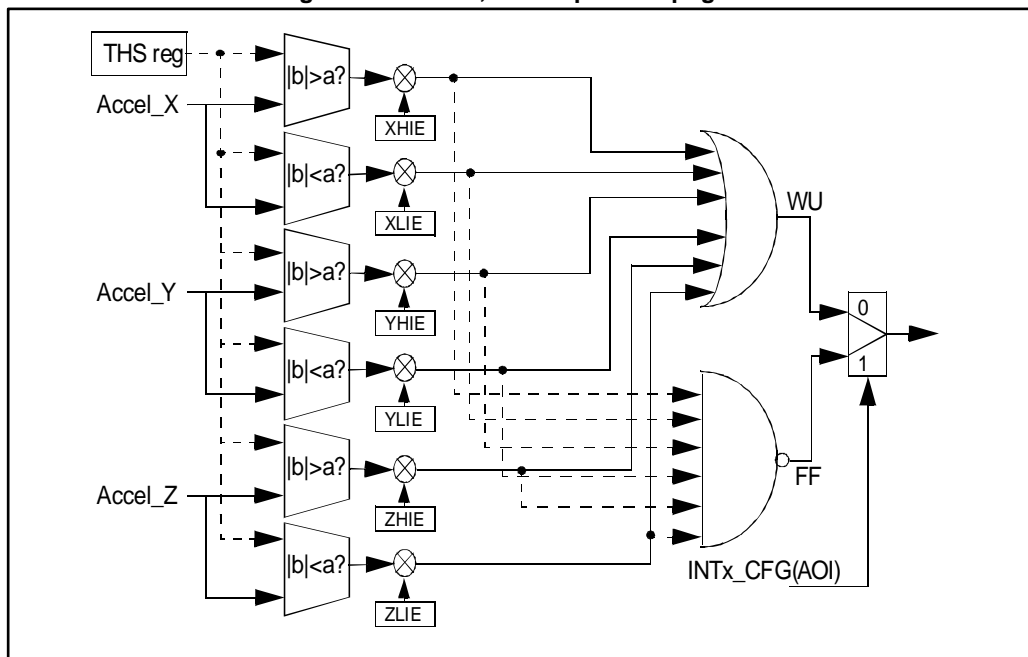 THS reg
|b|>a?
Accel_X
XHIE
|b|<a?
XLIE
WU
|b|>a?
Accel_Y
YHIE
0
|b|<a?
1
YLIE
|b|>a?
FF
Accel_Z
ZHIE
INTx_CFG(AOI)
|b|<a?
ZLIE